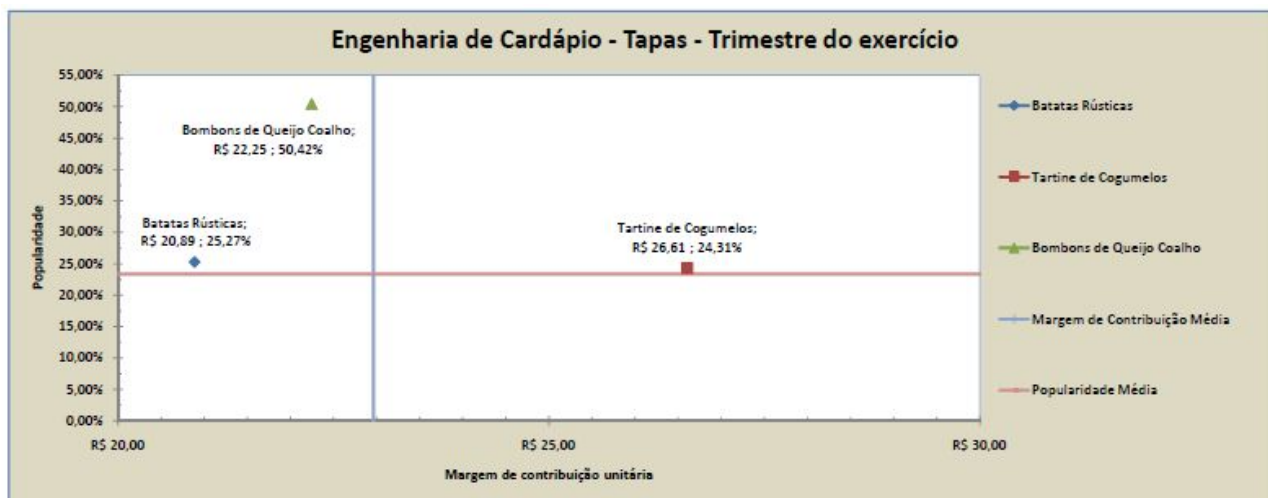 Engenharia de Cardápio - Tapas - Trimestre do exercício
Popularidade
55,00%
50,00%
45,00%
40,00%
35,00%
30,00%
25,00%
20,00%
15,00%
10,00%
5,00%
0,00%
Bombons de Queijo Coalho;
R$ 22,25 ; 50,42%
Batatas Rústicas;
R$ 20,89 ; 25,27%
Tartine de Cogumelos;
R$ 26,61 ; 24,31%
R$ 20,00
R$ 25,00
R$ 30,00
Margem de contribuição unitária
Batatas Rústicas
Tartine de Cogumelos
Bombons de Queijo Coalho
Margem de Contribuição Média
Popularidade Média